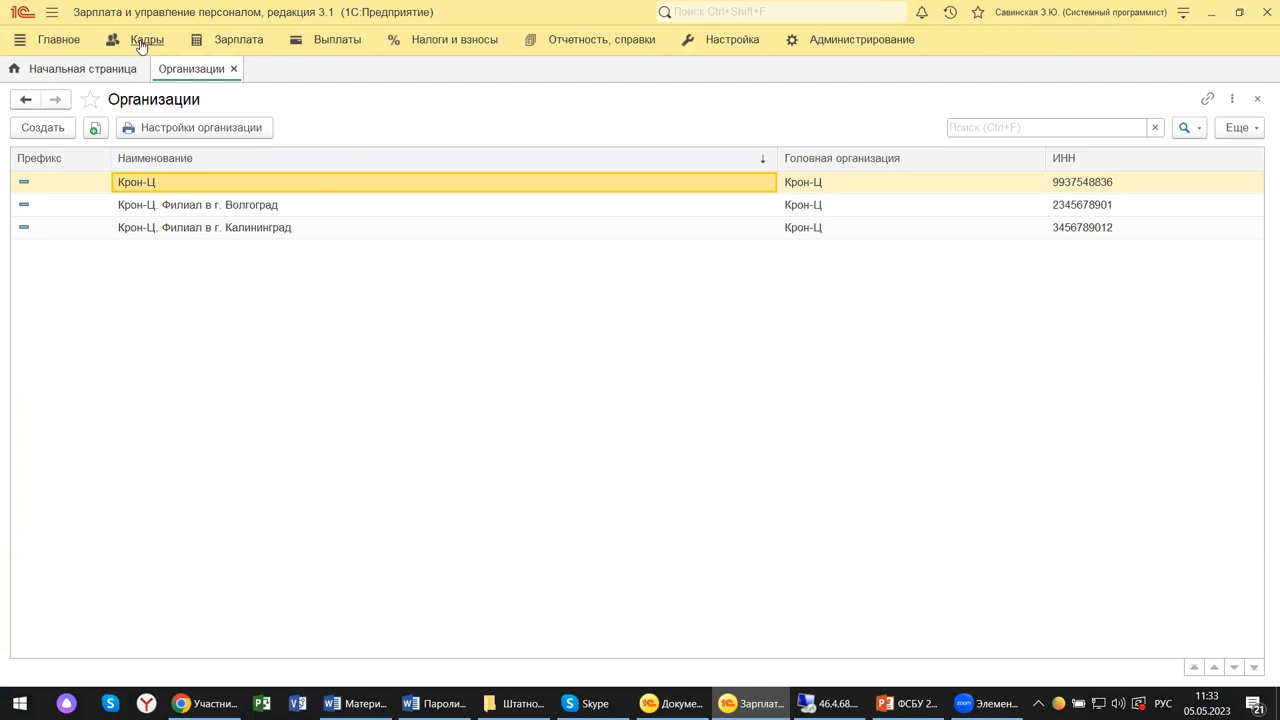 Зарплата и управление персоналом, редакция 3.1 (1С:Предприятие)
Поиск Ctrl+Shift+F
Савинская З.Ю. (Системный программист)
Главное
Кадры
Зарплата
Выплаты
Налоги и взносы
Отчетность, справки
Настройка
Администрирование
Начальная страница
Организации
Организации
Создать
Настройки организации
Поиск (Ctrl+F)
Еще
Префикс Наименование Головная организация ИНН
Крон-Ц Крон-Ц 9937548836
Крон-Ц. Филиал в г. Волгоград Крон-Ц 2345678901
Крон-Ц. Филиал в г. Калининград Крон-Ц 3456789012
Участни...
Матери...
Пароли...
Штатно...
Skype
Докуме...
Зарплат...
46.4.68...
ФСБУ 2...
Элемен...
РУС
11:33
05.05.2023
21